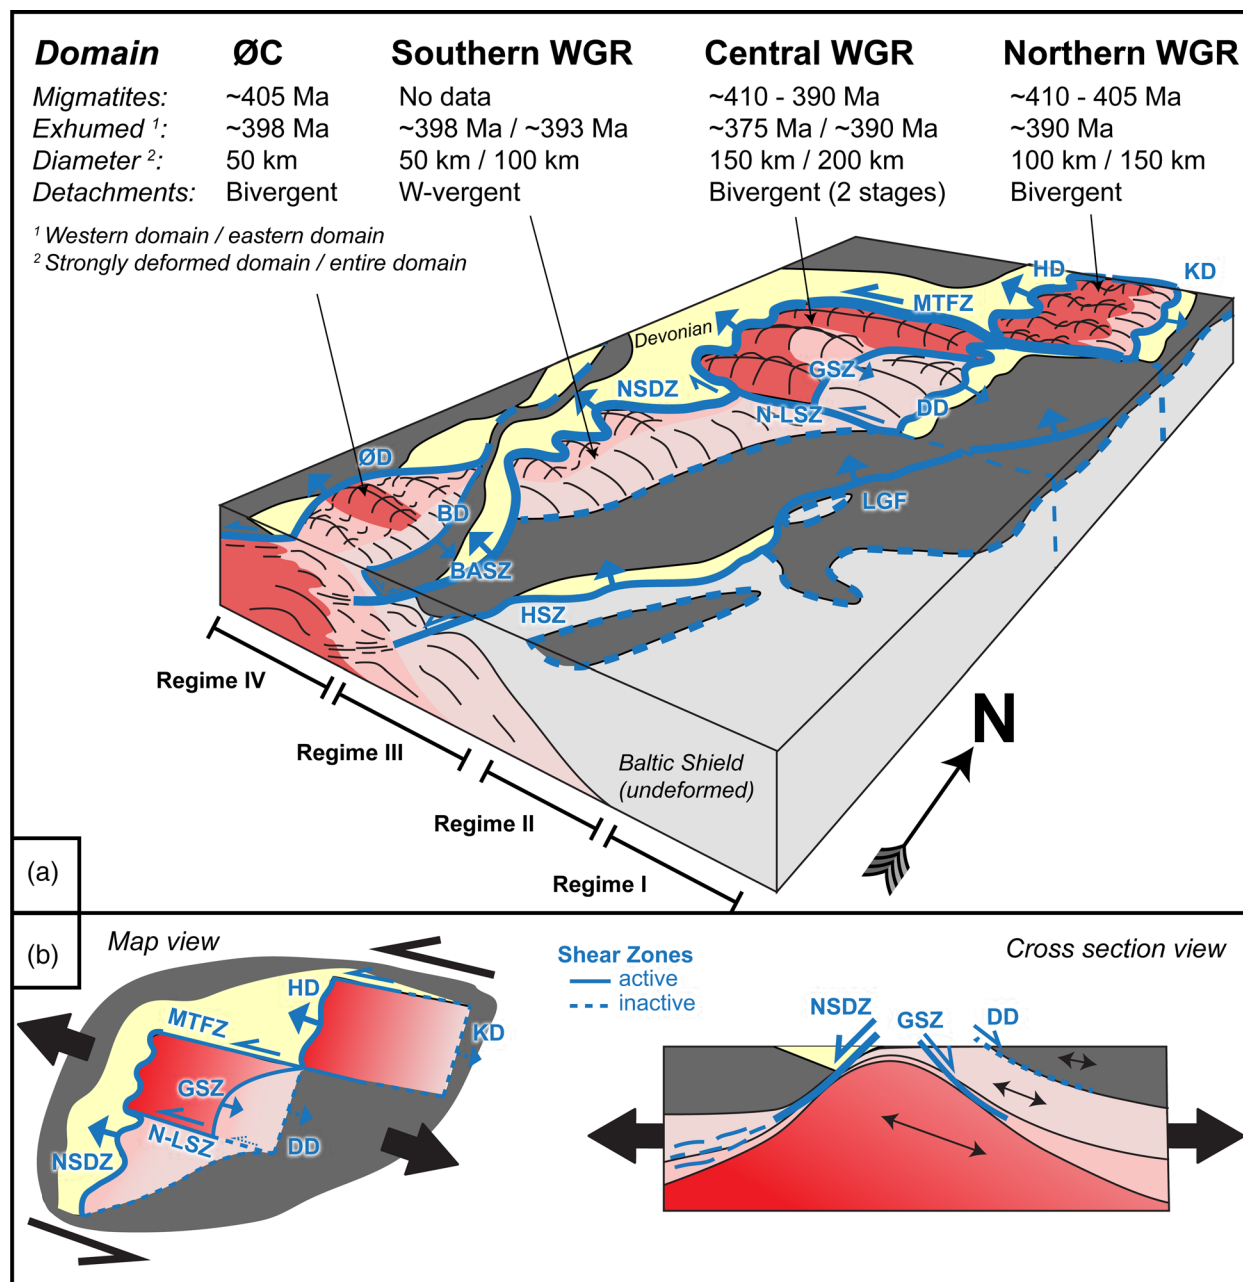 Domain ØC Southern WGR Central WGR Northern WGR
Migmatites: ~405 Ma No data ~410 - 390 Ma ~410 - 405 Ma
Exhumed ¹: ~398 Ma ~398 Ma / ~393 Ma ~375 Ma / ~390 Ma ~390 Ma
Diameter ²: 50 km 50 km / 100 km 150 km / 200 km 100 km / 150 km
Detachments: Bivergent W-vergent Bivergent (2 stages) Bivergent
¹ Western domain / eastern domain
² Strongly deformed domain / entire domain
HD
KD
MTFZ
Devonian
GSZ
NSDZ
N-LSZ
DD
ØD
BD
LGF
BASZ
HSZ
Regime IV
Regime III
Regime II
Regime I
Baltic Shield
(undeformed)
N
(a)
(b)
Map view
HD
MTFZ
KD
GSZ
N-LSZ
DD
NSDZ
Shear Zones
active
inactive
Cross section view
NSDZ
GSZ
DD